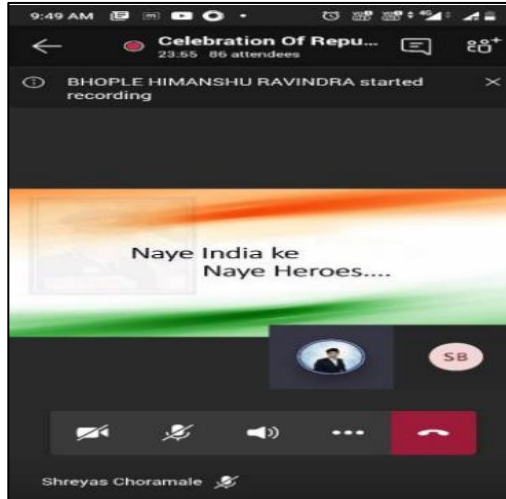 9:49 AM
Celebration Of Repu...
23:55 86 attendees
BHOPLE HIMANSHU RAVINDRA started
recording
Naye India ke
Naye Heroes....
SB
Shreyas Choramale